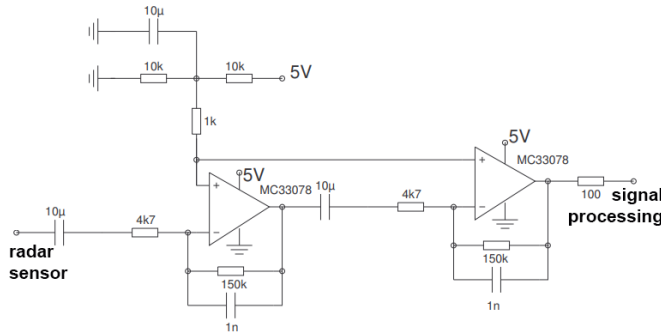 10µ
10k
10k
5V
1k
5V
MC33078
5V
MC33078
10µ
4k7
100
signal
processing
10µ
4k7
radar
sensor
150k
1n
150k
1n